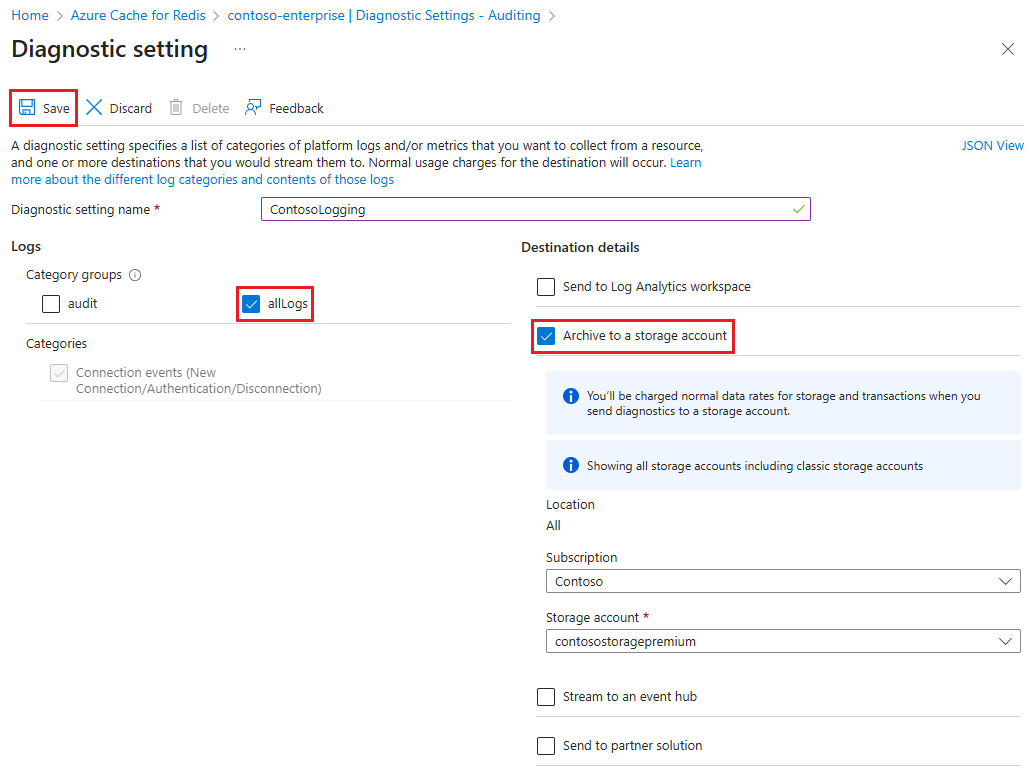 Home > Azure Cache for Redis > contoso-enterprise | Diagnostic Settings - Auditing >
Diagnostic setting ...
Save Discard Delete Feedback
A diagnostic setting specifies a list of categories of platform logs and/or metrics that you want to collect from a resource,
and one or more destinations that you would stream them to. Normal usage charges for the destination will occur. Learn
more about the different log categories and contents of those logs
JSON View
Diagnostic setting name *
ContosoLogging
Logs
Category groups
audit
allLogs
Categories
Connection events (New
Connection/Authentication/Disconnection)
Destination details
Send to Log Analytics workspace
Archive to a storage account
You'll be charged normal data rates for storage and transactions when you
send diagnostics to a storage account.
Showing all storage accounts including classic storage accounts
Location
All
Subscription
Contoso
Storage account *
contosostoragepremium
Stream to an event hub
Send to partner solution